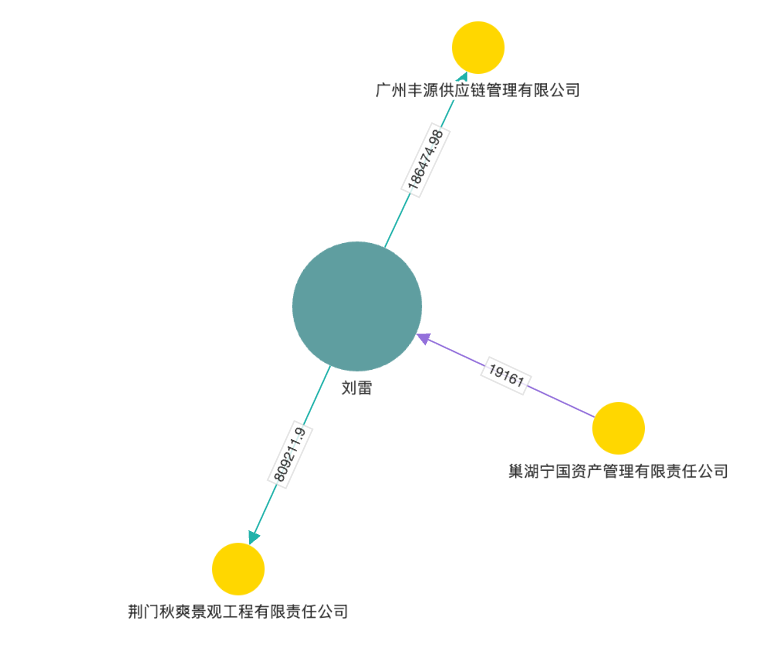 广州丰源供应链管理有限公司
186474.98
刘雷
19161
809211.9
巢湖宁国资产管理有限责任公司
荆门秋爽景观工程有限责任公司